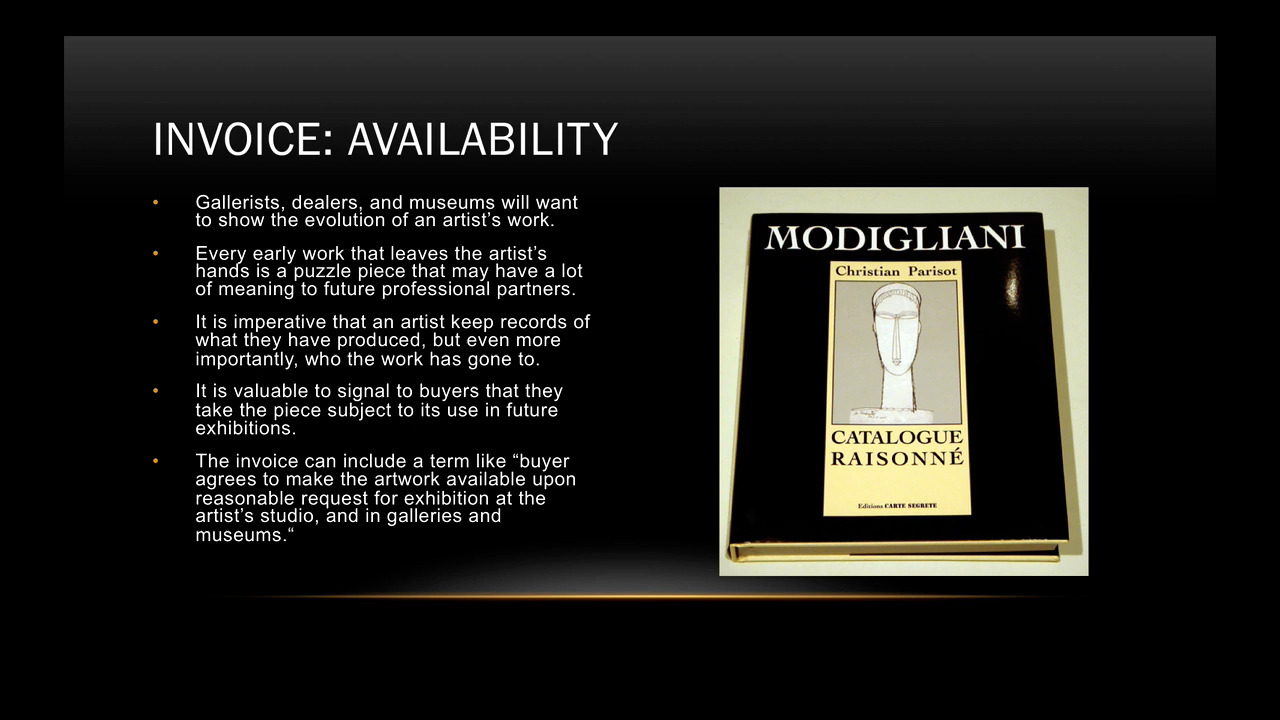 INVOICE: AVAILABILITY
• Gallerists, dealers, and museums will want
to show the evolution of an artist’s work.
• Every early work that leaves the artist’s
hands is a puzzle piece that may have a lot
of meaning to future professional partners.
• It is imperative that an artist keep records of
what they have produced, but even more
importantly, who the work has gone to.
• It is valuable to signal to buyers that they
take the piece subject to its use in future
exhibitions.
• The invoice can include a term like “buyer
agrees to make the artwork available upon
reasonable request for exhibition at the
artist’s studio, and in galleries and
museums.“
MODIGLIANI
Christian Parisot
CATALOGUE
RAISONNÉ
Editions CARTE SEGRETE